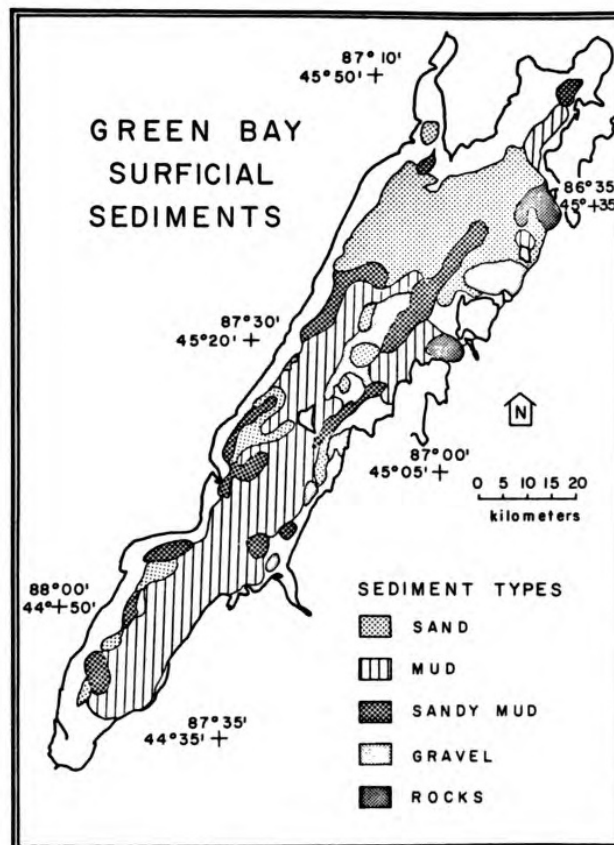 87° 10'
45° 50' +
GREEN BAY
SURFICIAL
SEDIMENTS
86° 35'
45° + 35'
87° 30'
45° 20' +
N
87° 00'
45° 05' +
0 5 10 15 20
kilometers
88° 00'
44° + 50'
SEDIMENT TYPES
SAND
MUD
SANDY MUD
GRAVEL
ROCKS
87° 35'
44° 35' +